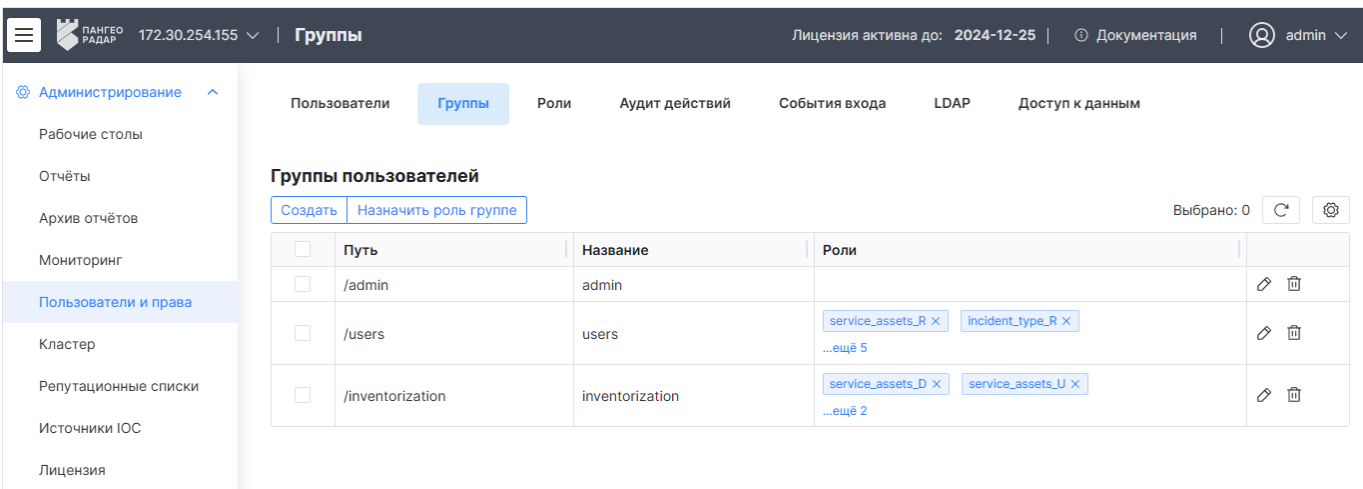 ПАНГЕО РАДАР 172.30.254.155 | Группы Лицензия активна до: 2024-12-25 | Документация | admin
Администрирование
Рабочие столы
Отчёты
Архив отчётов
Мониторинг
Пользователи и права
Кластер
Репутационные списки
Источники IOC
Лицензия
Пользователи Группы Роли Аудит действий События входа LDAP Доступ к данным
Группы пользователей
Создать Назначить роль группе Выбрано: 0
Путь Название Роли
/admin admin
/users users service_assets_R × incident_type_R ×
...ещё 5
/inventorization inventorization service_assets_D × service_assets_U ×
...ещё 2